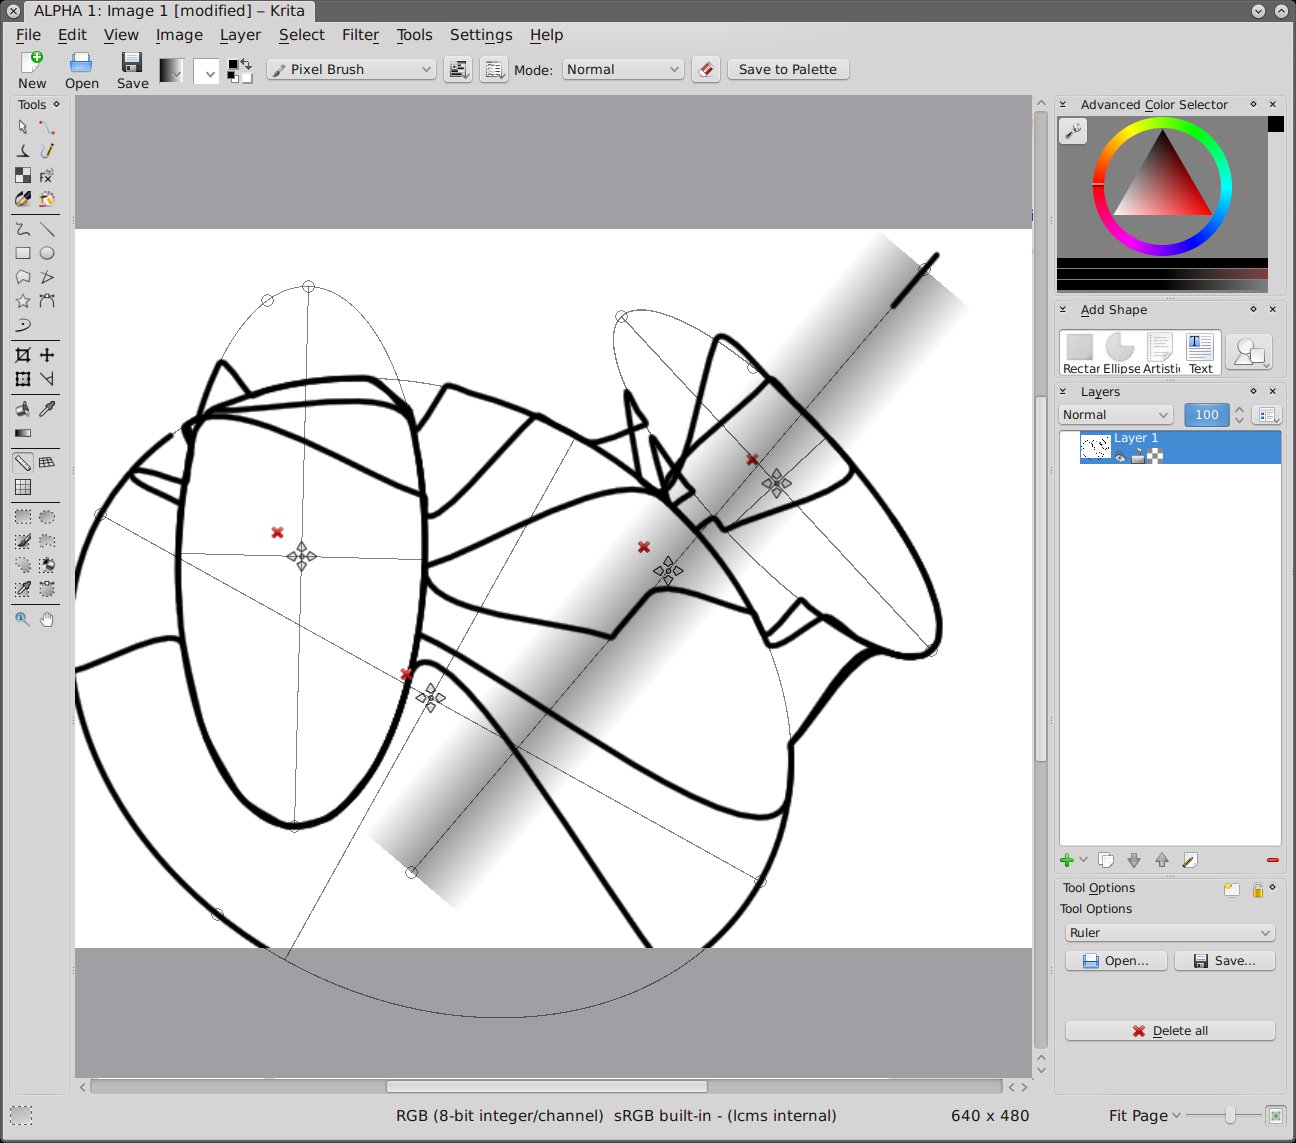 ALPHA 1: Image 1 [modified] – Krita
File Edit View Image Layer Select Filter Tools Settings Help
New Open Save Pixel Brush Mode: Normal Save to Palette
Tools
Advanced Color Selector
Add Shape
Rectar Ellipse Artisti Text
Layers
Normal 100
Layer 1
Tool Options
Tool Options
Ruler
Open... Save...
Delete all
RGB (8-bit integer/channel) sRGB built-in - (lcms internal) 640 x 480 Fit Page